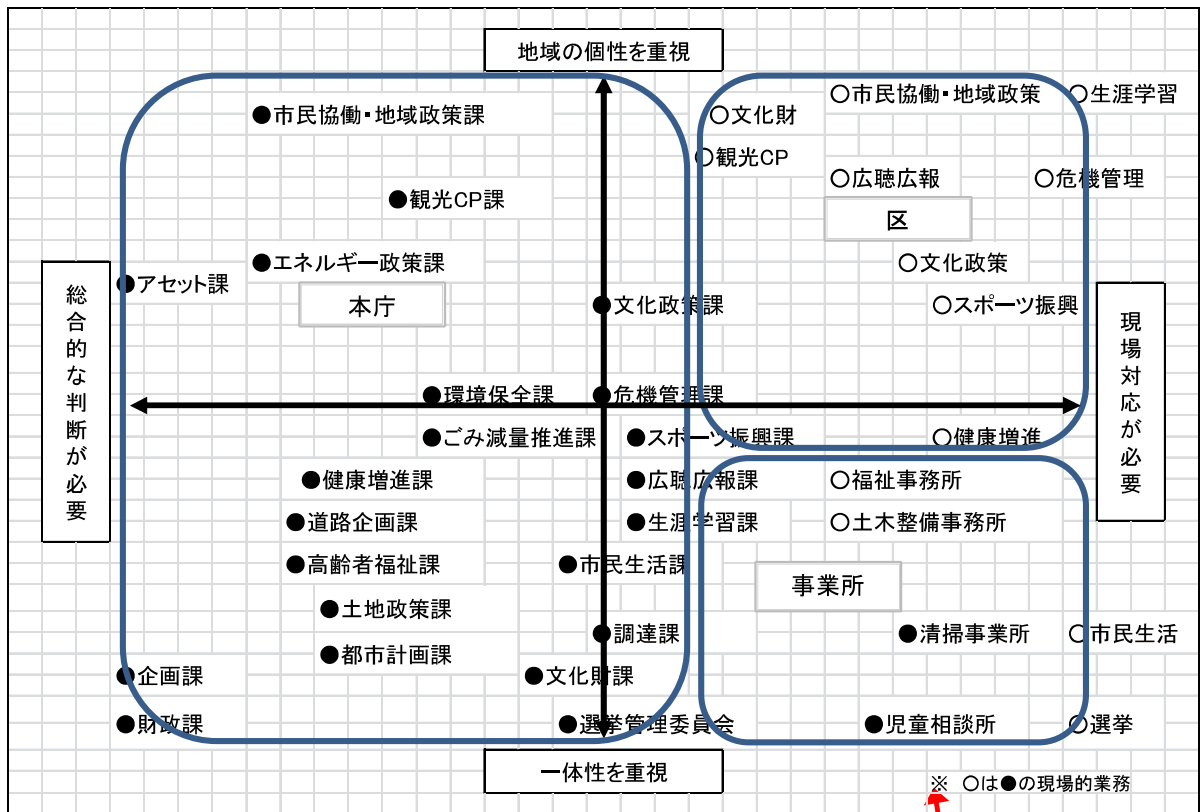 地域の個性を重視
○市民協働・地域政策
○生涯学習
●市民協働・地域政策課
○文化財
○観光CP
○広聴広報
○危機管理
●観光CP課
区
●エネルギー政策課
○文化政策
●アセット課
本庁
●文化政策課
○スポーツ振興
総合的な判断が必要
現場対応が必要
●環境保全課
●危機管理課
●ごみ減量推進課
●スポーツ振興課
○健康増進
●健康増進課
●広聴広報課
○福祉事務所
●道路企画課
●生涯学習課
○土木整備事務所
●高齢者福祉課
●市民生活課
事業所
●土地政策課
●調達課
●清掃事業所
○市民生活
●都市計画課
●企画課
●文化財課
●財政課
●選挙管理委員会
●児童相談所
○選挙
一体性を重視
※ ○は●の現場的業務